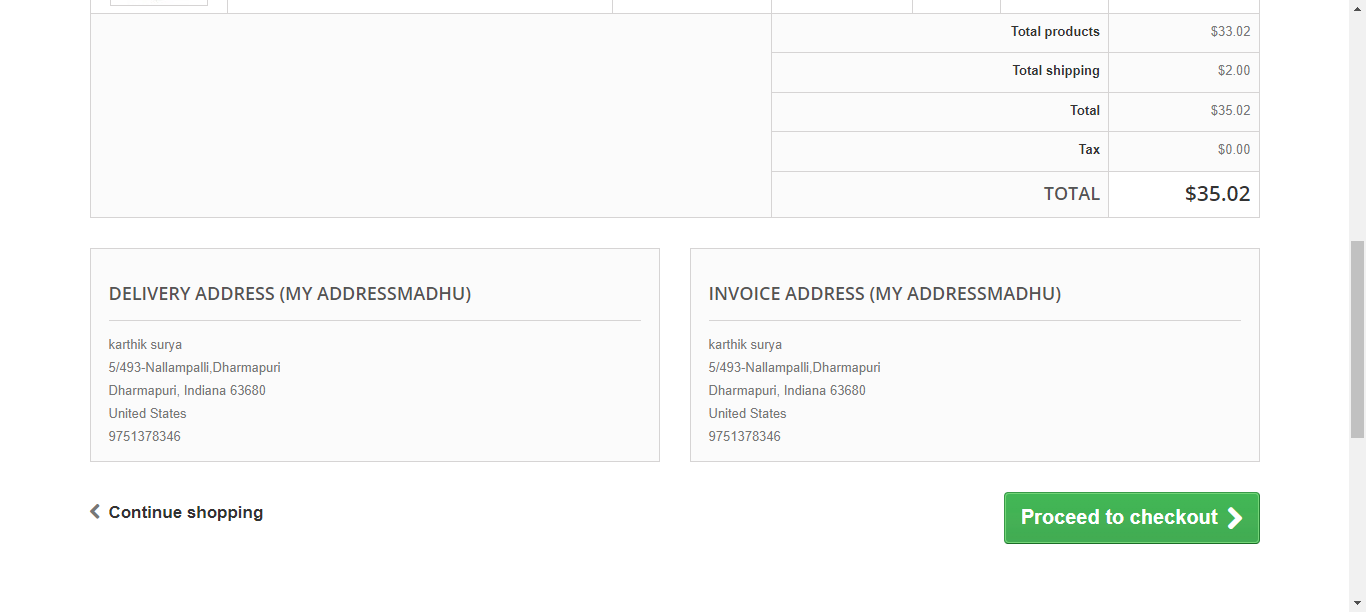 Total products $33.02
Total shipping $2.00
Total $35.02
Tax $0.00
TOTAL $35.02
DELIVERY ADDRESS (MY ADDRESSMADHU)
karthik surya
5/493-Nallampalli,Dharmapuri
Dharmapuri, Indiana 63680
United States
9751378346
INVOICE ADDRESS (MY ADDRESSMADHU)
karthik surya
5/493-Nallampalli,Dharmapuri
Dharmapuri, Indiana 63680
United States
9751378346
Continue shopping
Proceed to checkout